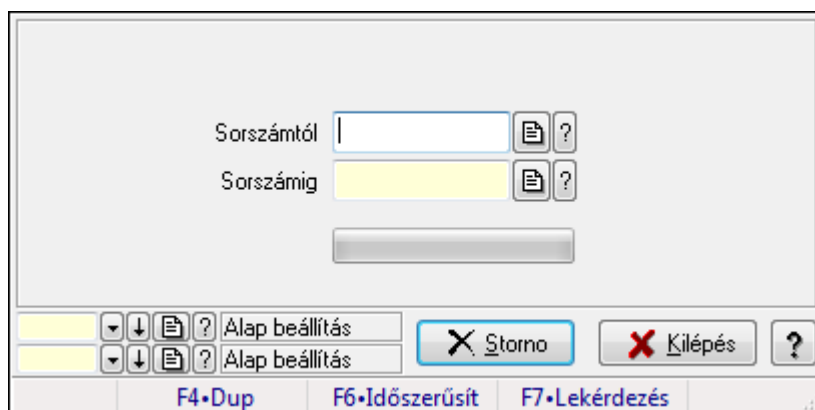 Sorszámtól ?
Sorszámig ?
? Alap beállítás
? Alap beállítás
Storno Kilépés ?
F4•Dup F6•Időszerűsít F7•Lekérdezés